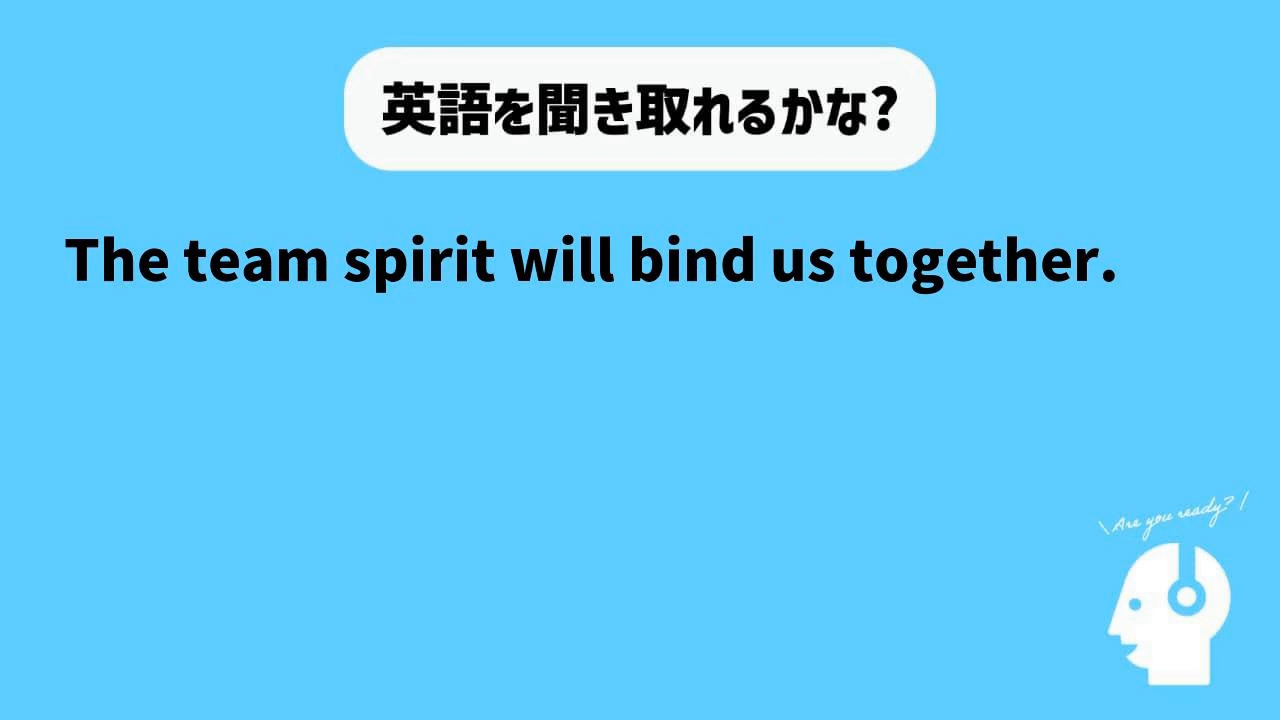 英語を聞き取れるかな?
The team spirit will bind us together.
\Are you ready?/